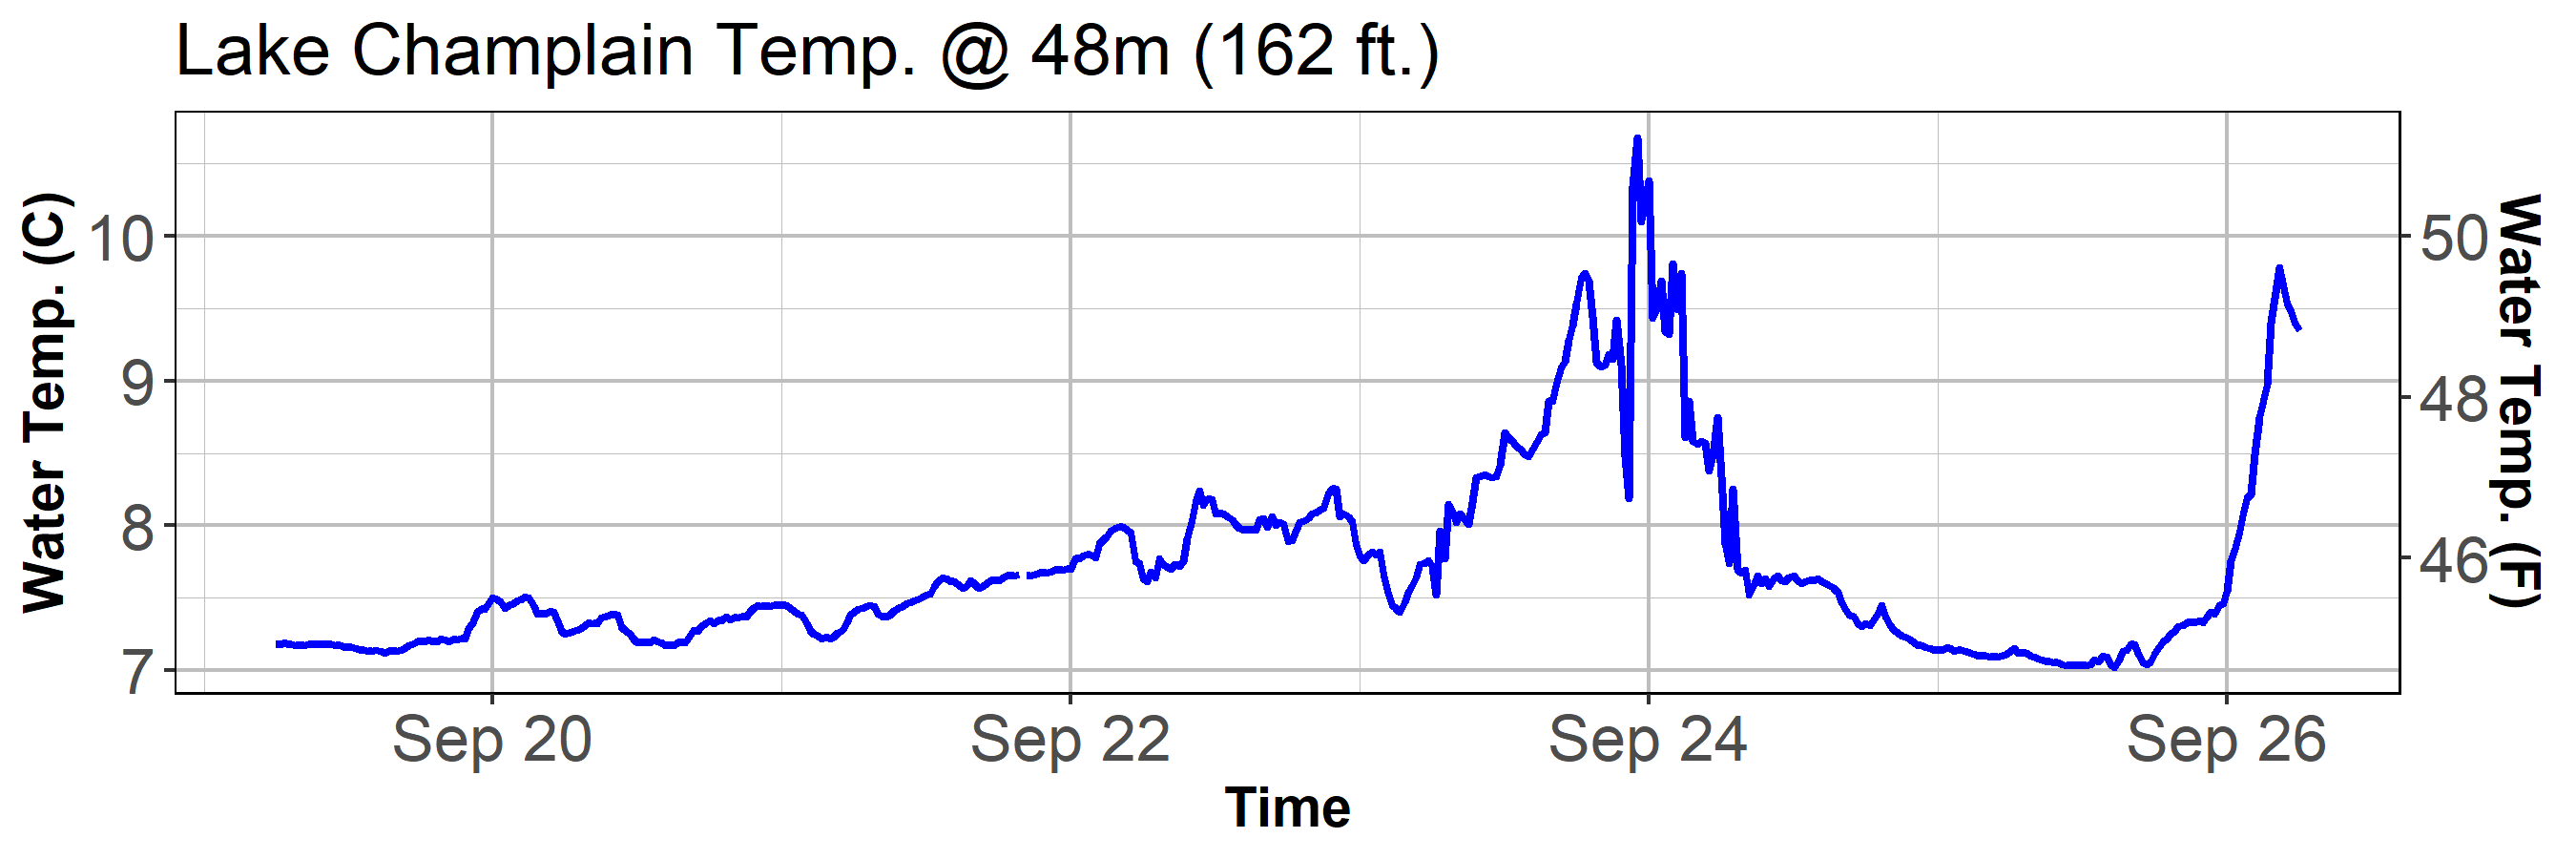 Lake Champlain Temp. @ 48m (162 ft.)
Water Temp. (C)
10
9
8
7
50
48
46
Water Temp. (F)
Sep 20
Sep 22
Sep 24
Sep 26
Time